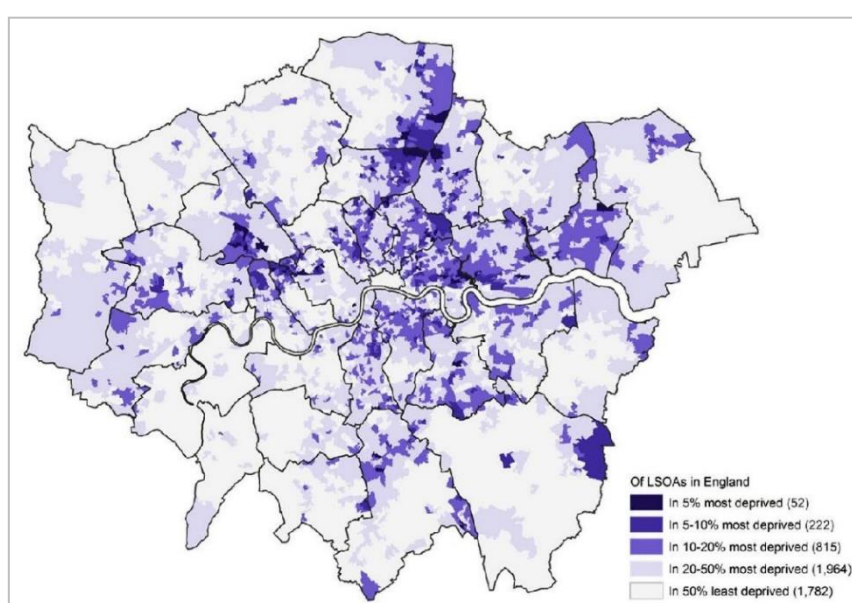 Of LSOAs in England
In 5% most deprived (52)
In 5-10% most deprived (222)
In 10-20% most deprived (815)
In 20-50% most deprived (1,964)
In 50% least deprived (1,782)